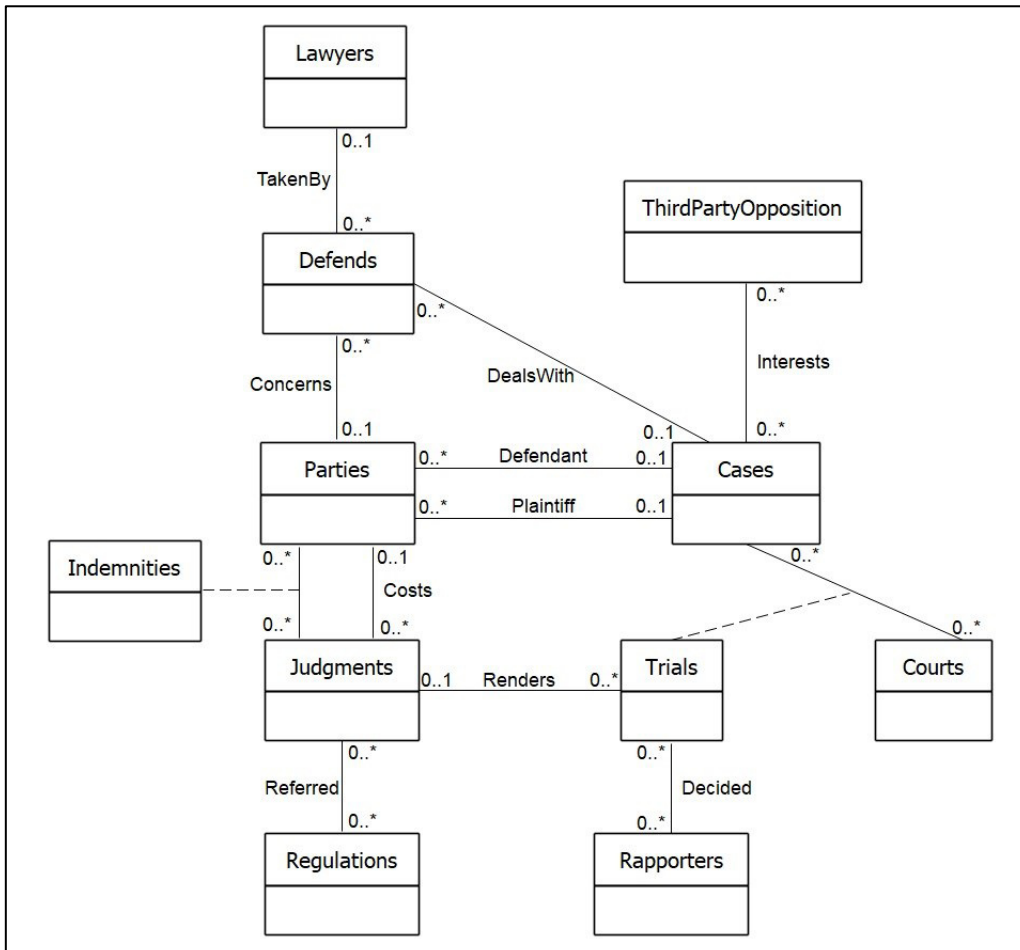 Lawyers
0..1
TakenBy
0..*
Defends
ThirdPartyOpposition
0..*
0..*
0..*
Concerns
DealsWith
Interests
0..1
0..1
0..*
Parties
0..*
Defendant
0..1
Cases
0..*
Plaintiff
0..1
Indemnities
0..*
0..1
0..*
Costs
0..*
0..*
0..*
Judgments
0..1
Renders
0..*
Trials
Courts
0..*
0..*
Referred
Decided
0..*
0..*
Regulations
Rapporters